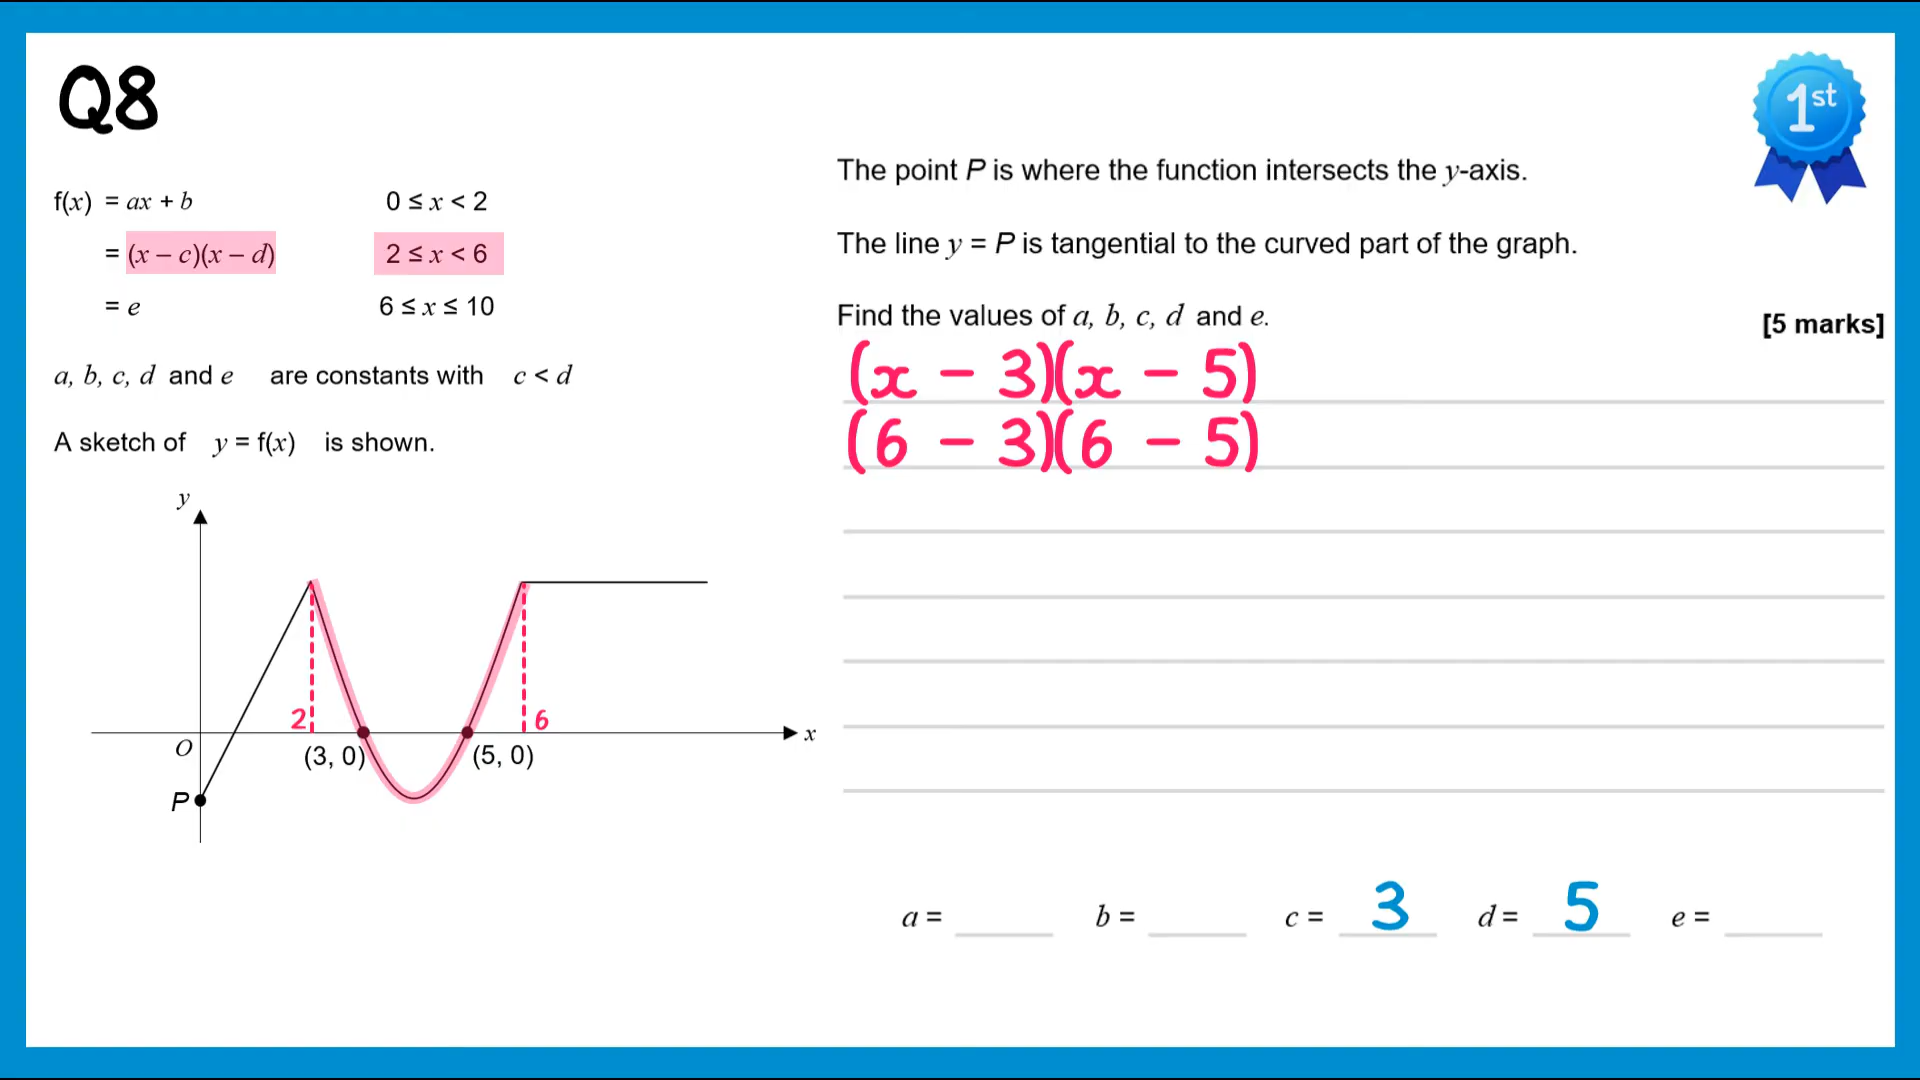 Q8
1st
f(x) = ax + b    0 ≤ x < 2
= (x – c)(x – d)    2 ≤ x < 6
= e    6 ≤ x ≤ 10
a, b, c, d and e are constants with c < d
A sketch of y = f(x) is shown.
y
2
6
x
O
(3, 0)
(5, 0)
P
The point P is where the function intersects the y-axis.
The line y = P is tangential to the curved part of the graph.
Find the values of a, b, c, d and e.
[5 marks]
(x – 3)(x – 5)
(6 – 3)(6 – 5)
a =    b =    c = 3    d = 5    e =